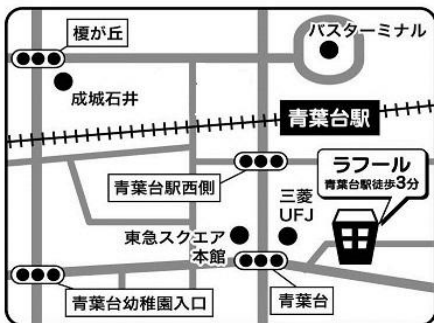 榎が丘
バスターミナル
成城石井
青葉台駅
ラフール
青葉台駅徒歩3分
青葉台駅西側
三菱
UFJ
東急スクエア
本館
青葉台幼稚園入口
青葉台